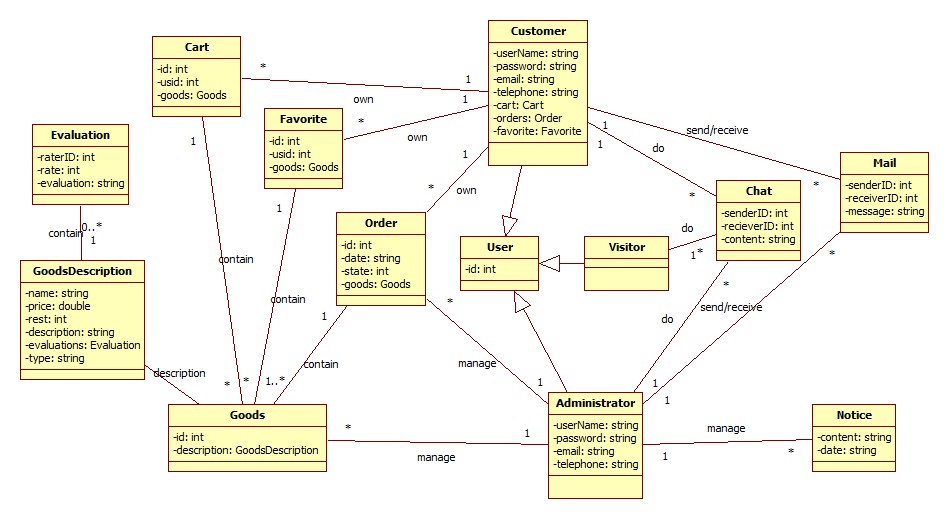 Customer
-userName: string
-password: string
-email: string
-telephone: string
-cart: Cart
-orders: Order
-favorite: Favorite
Cart
-id: int
-usid: int
-goods: Goods
*
1
own
1
Favorite
-id: int
-usid: int
-goods: Goods
*
1
own
1
Evaluation
-raterID: int
-rate: int
-evaluation: string
contain
0..*
1
GoodsDescription
-name: string
-price: double
-rest: int
-description: string
-evaluations: Evaluation
-type: string
description
Order
-id: int
-date: string
-state: int
-goods: Goods
*
1
own
User
-id: int
Visitor
Chat
-senderID: int
-recieverID: int
-content: string
Mail
-senderID: int
-receiverID: int
-message: string
send/receive
1
*
do
1
*
do
1
*
*
do
1
send/receive
*
1
contain
*
contain
*
1
contain
1..*
*
manage
1
Goods
-id: int
-description: GoodsDescription
*
manage
1
Administrator
-userName: string
-password: string
-email: string
-telephone: string
manage
1
*
Notice
-content: string
-date: string